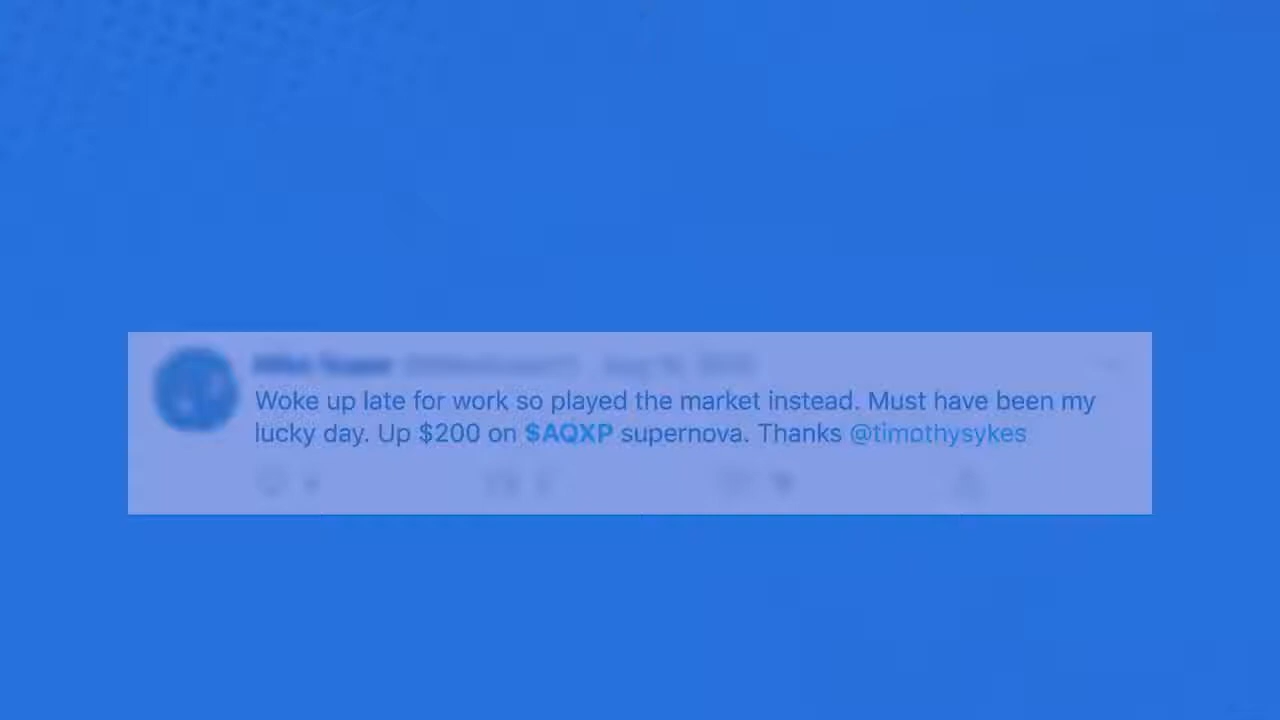 Woke up late for work so played the market instead. Must have been my
lucky day. Up $200 on $AQXP supernova. Thanks @timothysykes